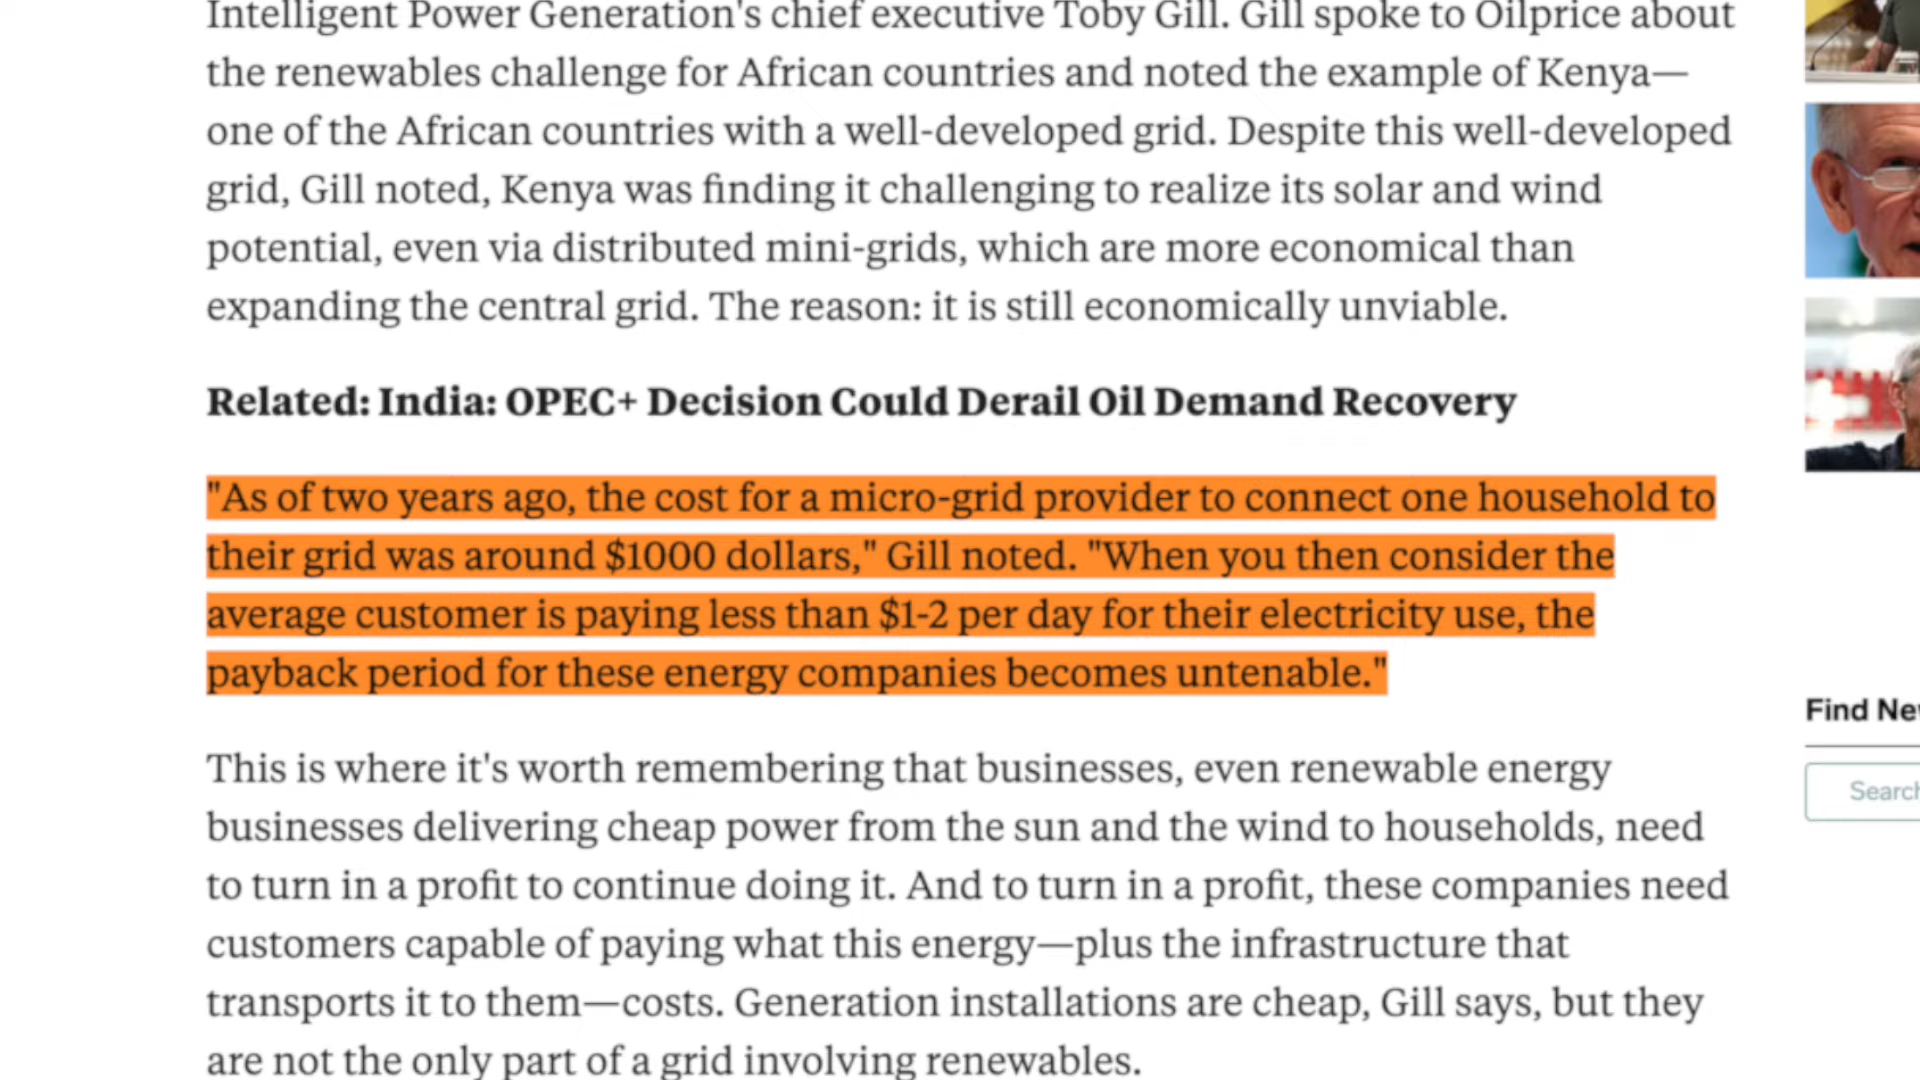 Intelligent Power Generation's chief executive Toby Gill. Gill spoke to Oilprice about
the renewables challenge for African countries and noted the example of Kenya—
one of the African countries with a well-developed grid. Despite this well-developed
grid, Gill noted, Kenya was finding it challenging to realize its solar and wind
potential, even via distributed mini-grids, which are more economical than
expanding the central grid. The reason: it is still economically unviable.
Related: India: OPEC+ Decision Could Derail Oil Demand Recovery
"As of two years ago, the cost for a micro-grid provider to connect one household to
their grid was around $1000 dollars," Gill noted. "When you then consider the
average customer is paying less than $1-2 per day for their electricity use, the
payback period for these energy companies becomes untenable."
This is where it's worth remembering that businesses, even renewable energy
businesses delivering cheap power from the sun and the wind to households, need
to turn in a profit to continue doing it. And to turn in a profit, these companies need
customers capable of paying what this energy—plus the infrastructure that
transports it to them—costs. Generation installations are cheap, Gill says, but they
are not the only part of a grid involving renewables.
Find Ne
Search